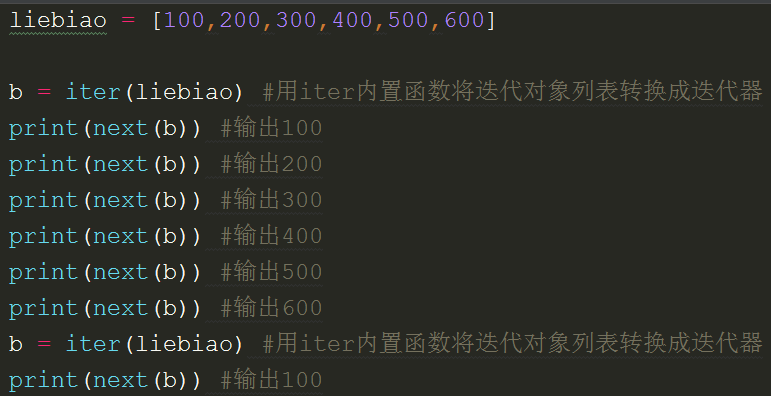 liebiao = [100,200,300,400,500,600]
b = iter(liebiao) #用iter内置函数将迭代对象列表转换成迭代器
print(next(b)) #输出100
print(next(b)) #输出200
print(next(b)) #输出300
print(next(b)) #输出400
print(next(b)) #输出500
print(next(b)) #输出600
b = iter(liebiao) #用iter内置函数将迭代对象列表转换成迭代器
print(next(b)) #输出100